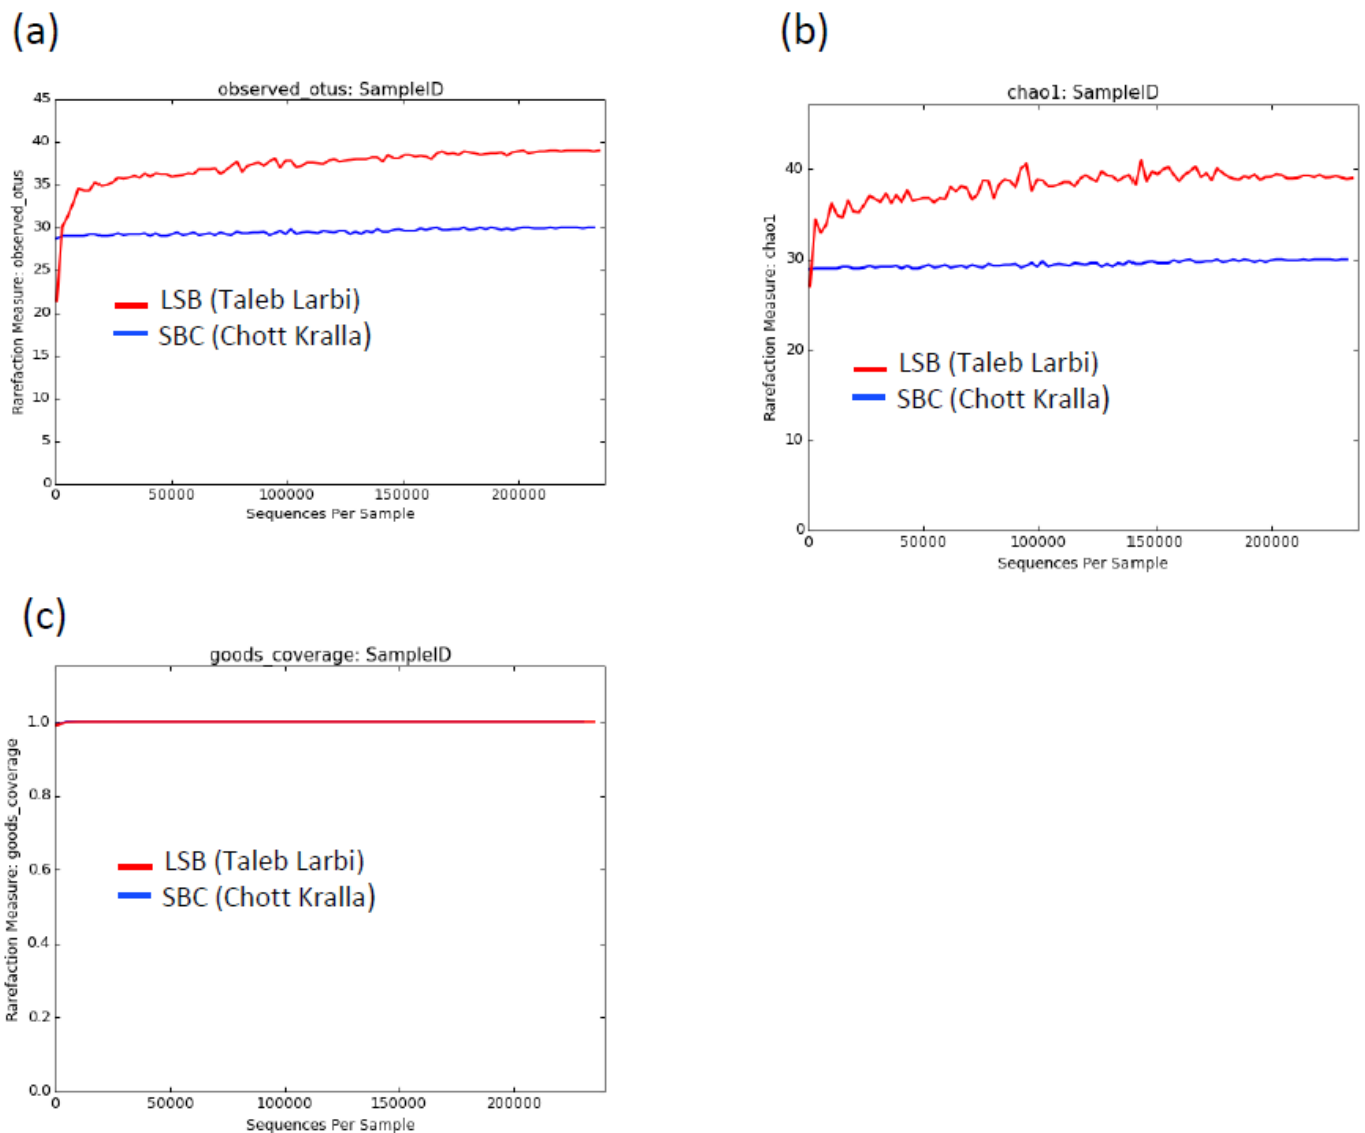 (a)
observed_otus: SampleID
45
40
35
30
25
20
15
10
5
0
Rarefaction Measure: observed_otus
LSB (Taleb Larbi)
SBC (Chott Kralla)
0 50000 100000 150000 200000
Sequences Per Sample
(b)
chao1: SampleID
40
30
20
10
0
Rarefaction Measure: chao1
LSB (Taleb Larbi)
SBC (Chott Kralla)
0 50000 100000 150000 200000
Sequences Per Sample
(c)
goods_coverage: SampleID
1.0
0.8
0.6
0.4
0.2
0.0
Rarefaction Measure: goods_coverage
LSB (Taleb Larbi)
SBC (Chott Kralla)
0 50000 100000 150000 200000
Sequences Per Sample